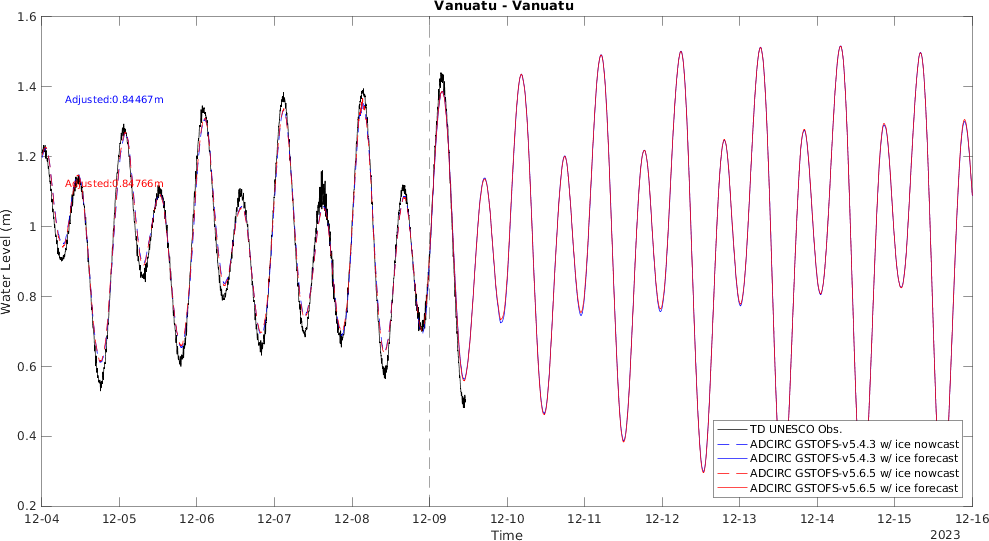 Vanuatu - Vanuatu
1.6
1.4
1.2
1
0.8
0.6
0.4
0.2
Water Level (m)
Adjusted:0.84467m
Adjusted:0.84766m
TD UNESCO Obs.
ADCIRC GSTOFS-v5.4.3 w/ ice nowcast
ADCIRC GSTOFS-v5.4.3 w/ ice forecast
ADCIRC GSTOFS-v5.6.5 w/ ice nowcast
ADCIRC GSTOFS-v5.6.5 w/ ice forecast
12-04 12-05 12-06 12-07 12-08 12-09 12-10 12-11 12-12 12-13 12-14 12-15 12-16
Time
2023